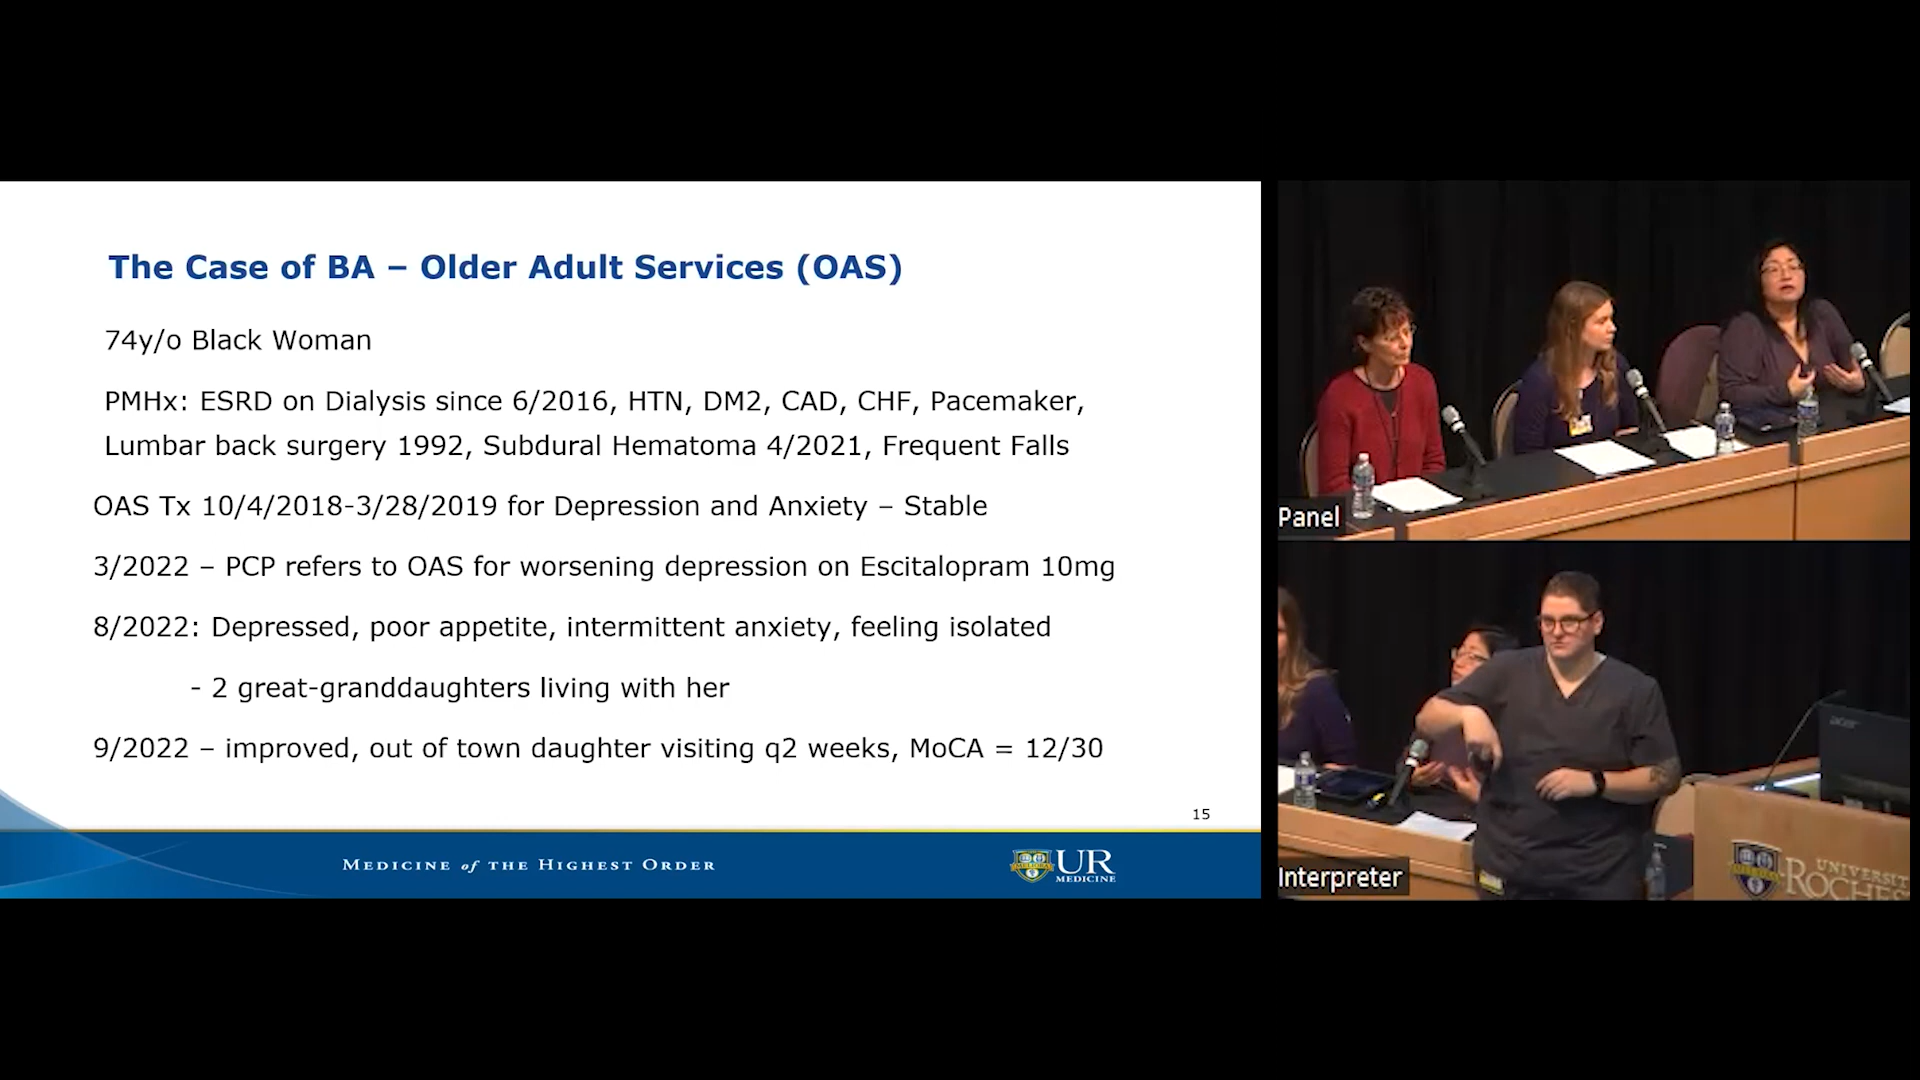 The Case of BA – Older Adult Services (OAS)
74y/o Black Woman
PMHx: ESRD on Dialysis since 6/2016, HTN, DM2, CAD, CHF, Pacemaker,
Lumbar back surgery 1992, Subdural Hematoma 4/2021, Frequent Falls
OAS Tx 10/4/2018-3/28/2019 for Depression and Anxiety – Stable
3/2022 – PCP refers to OAS for worsening depression on Escitalopram 10mg
8/2022: Depressed, poor appetite, intermittent anxiety, feeling isolated
- 2 great-granddaughters living with her
9/2022 – improved, out of town daughter visiting q2 weeks, MoCA = 12/30
15
MEDICINE of THE HIGHEST ORDER
UR
MEDICINE
Panel
Interpreter
acer
UNIVERSIT
ROCHES